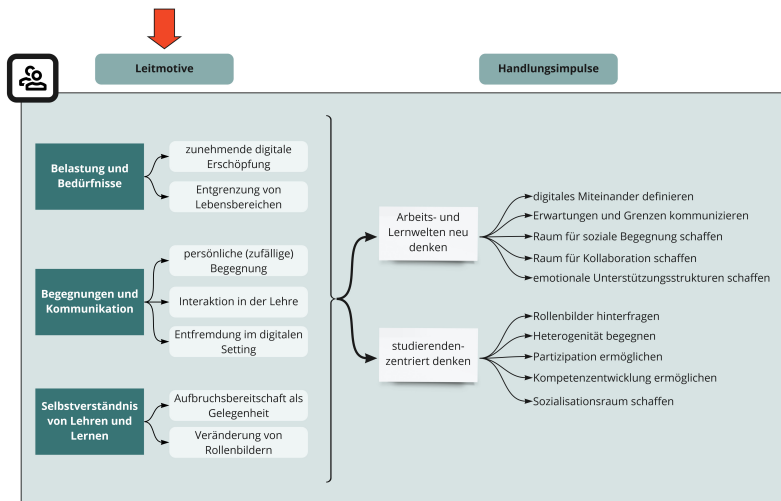 Leitmotive
Handlungsimpulse
Belastung und
Bedürfnisse
zunehmende digitale
Erschöpfung
Entgrenzung von
Lebensbereichen
Begegnungen und
Kommunikation
persönliche (zufällige)
Begegnung
Interaktion in der Lehre
Entfremdung im digitalen
Setting
Selbstverständnis
von Lehren und
Lernen
Aufbruchsbereitschaft als
Gelegenheit
Veränderung von
Rollenbildern
Arbeits- und
Lernwelten neu
denken
digitales Miteinander definieren
Erwartungen und Grenzen kommunizieren
Raum für soziale Begegnung schaffen
Raum für Kollaboration schaffen
emotionale Unterstützungsstrukturen schaffen
studierenden-
zentriert denken
Rollenbilder hinterfragen
Heterogenität begegnen
Partizipation ermöglichen
Kompetenzentwicklung ermöglichen
Sozialisationsraum schaffen